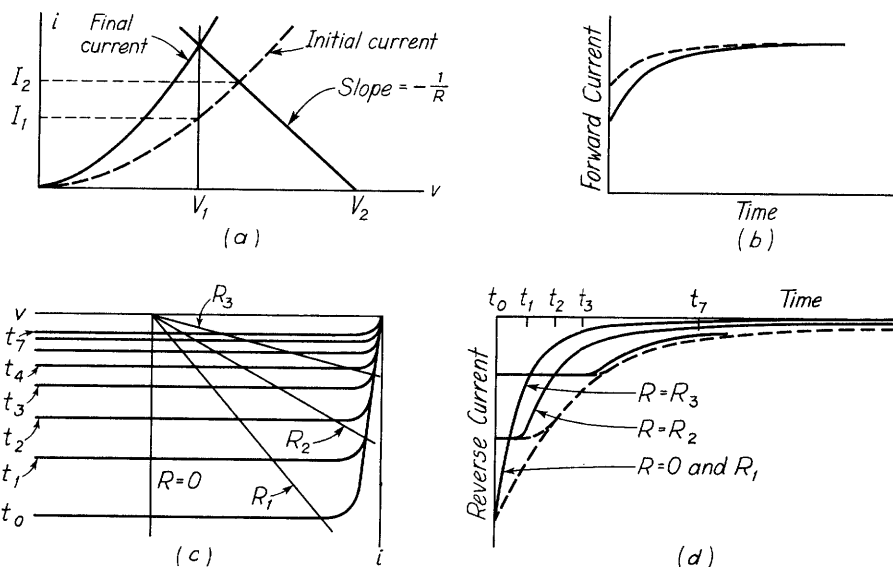 i
Final
current
Initial current
I₂
I₁
Slope = -1/R
V₁
V₂
v
(a)
Forward Current
Time
(b)
v
t₇
t₄
t₃
t₂
t₁
t₀
R₃
R₂
R=0
R₁
i
(c)
t₀ t₁ t₂ t₃ t₇ Time
Reverse Current
R=R₃
R=R₂
R=0 and R₁
(d)